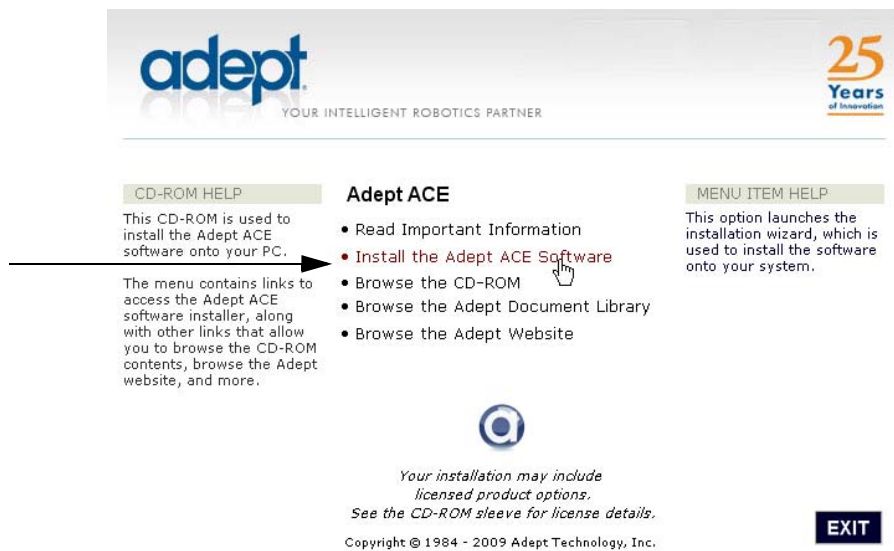 adept
YOUR INTELLIGENT ROBOTICS PARTNER
25
Years
of Innovation
CD-ROM HELP
This CD-ROM is used to
install the Adept ACE
software onto your PC.
The menu contains links to
access the Adept ACE
software installer, along
with other links that allow
you to browse the CD-ROM
contents, browse the Adept
website, and more.
Adept ACE
• Read Important Information
• Install the Adept ACE Software
• Browse the CD-ROM
• Browse the Adept Document Library
• Browse the Adept Website
MENU ITEM HELP
This option launches the
installation wizard, which is
used to install the software
onto your system.
a
Your installation may include
licensed product options.
See the CD-ROM sleeve for license details.
Copyright © 1984 - 2009 Adept Technology, Inc.
EXIT